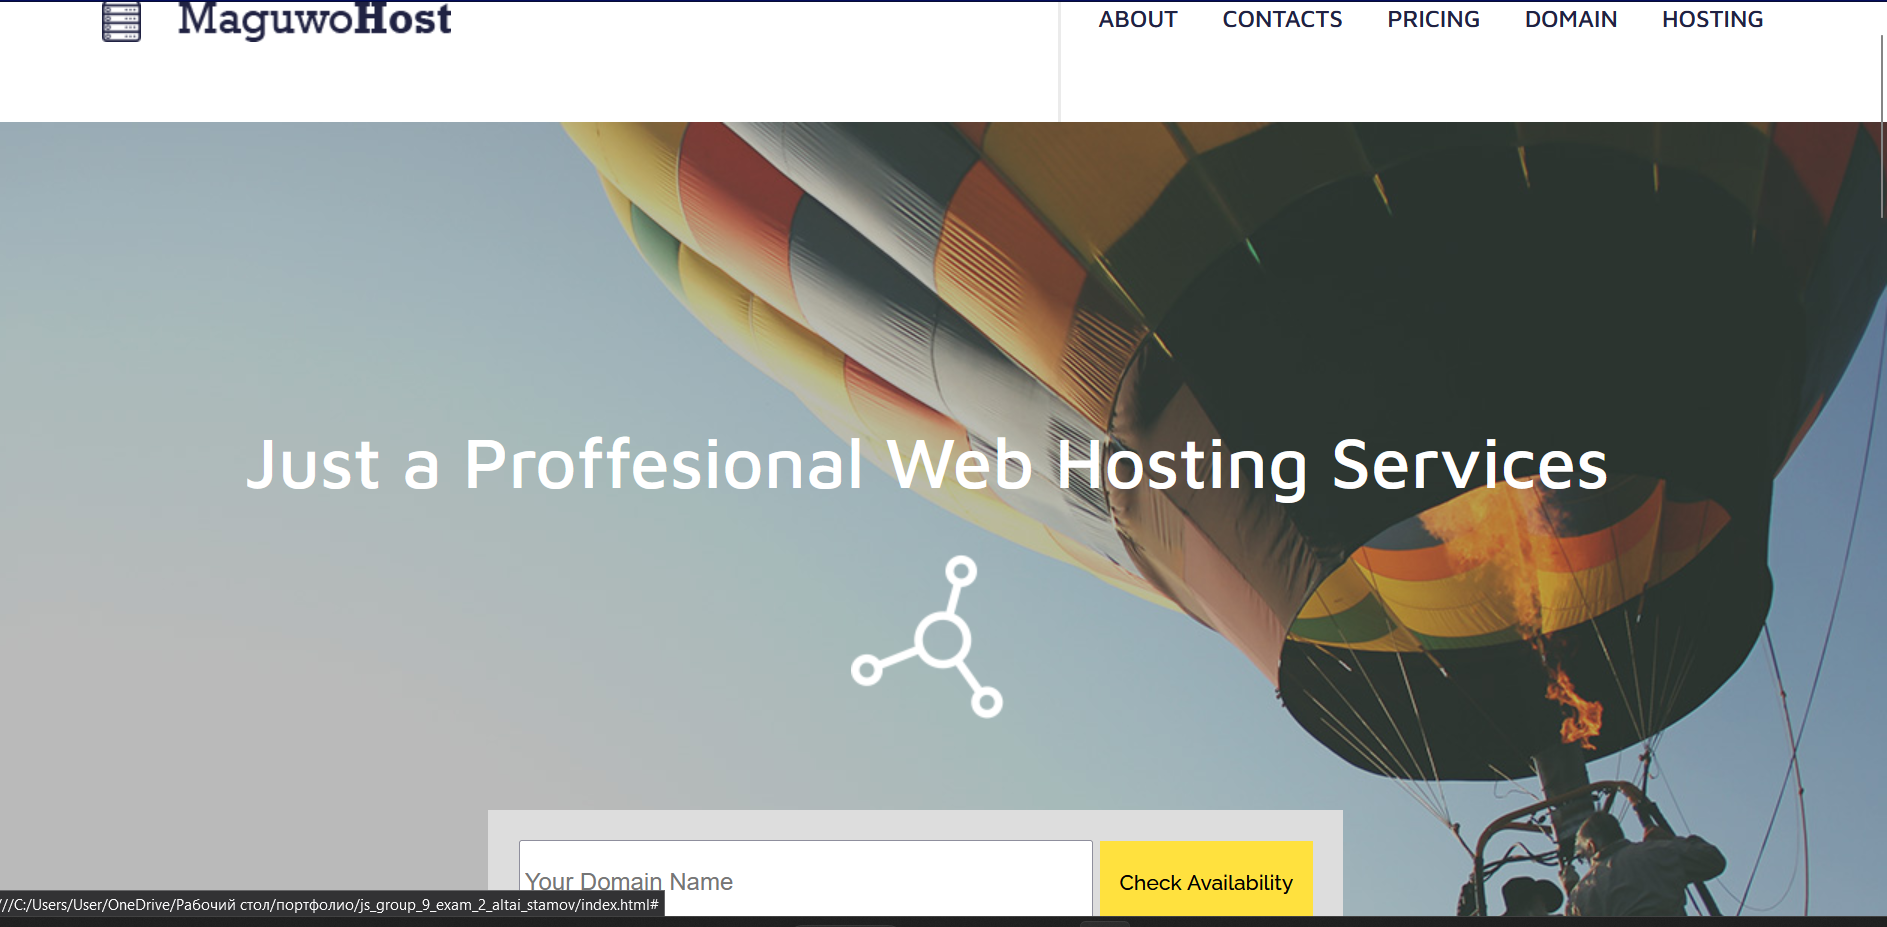 MaguwoHost
ABOUT CONTACTS PRICING DOMAIN HOSTING
Just a Proffesional Web Hosting Services
Your Domain Name
Check Availability
///C:/Users/User/OneDrive/Рабочий стол/портфолио/js_group_9_exam_2_altai_stamov/index.html#